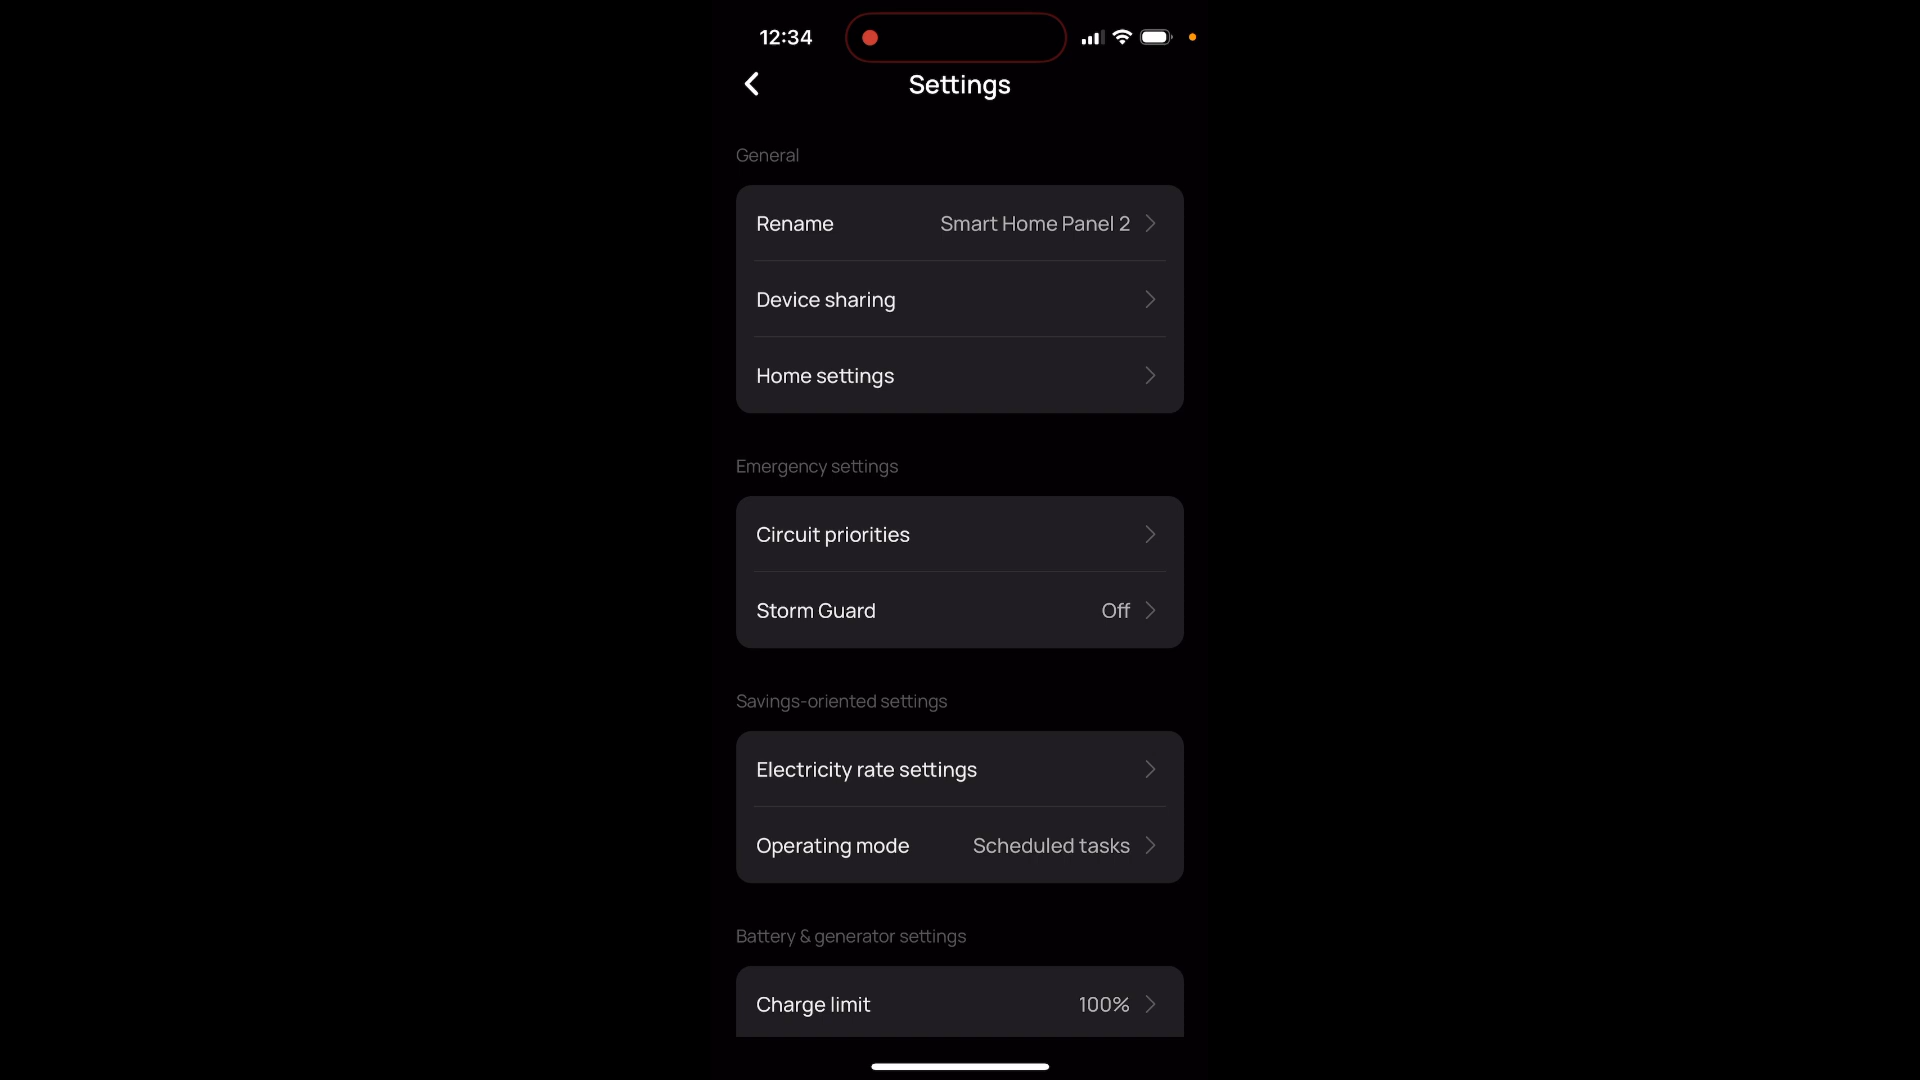 12:34
Settings
General
Rename Smart Home Panel 2
Device sharing
Home settings
Emergency settings
Circuit priorities
Storm Guard Off
Savings-oriented settings
Electricity rate settings
Operating mode Scheduled tasks
Battery & generator settings
Charge limit 100%